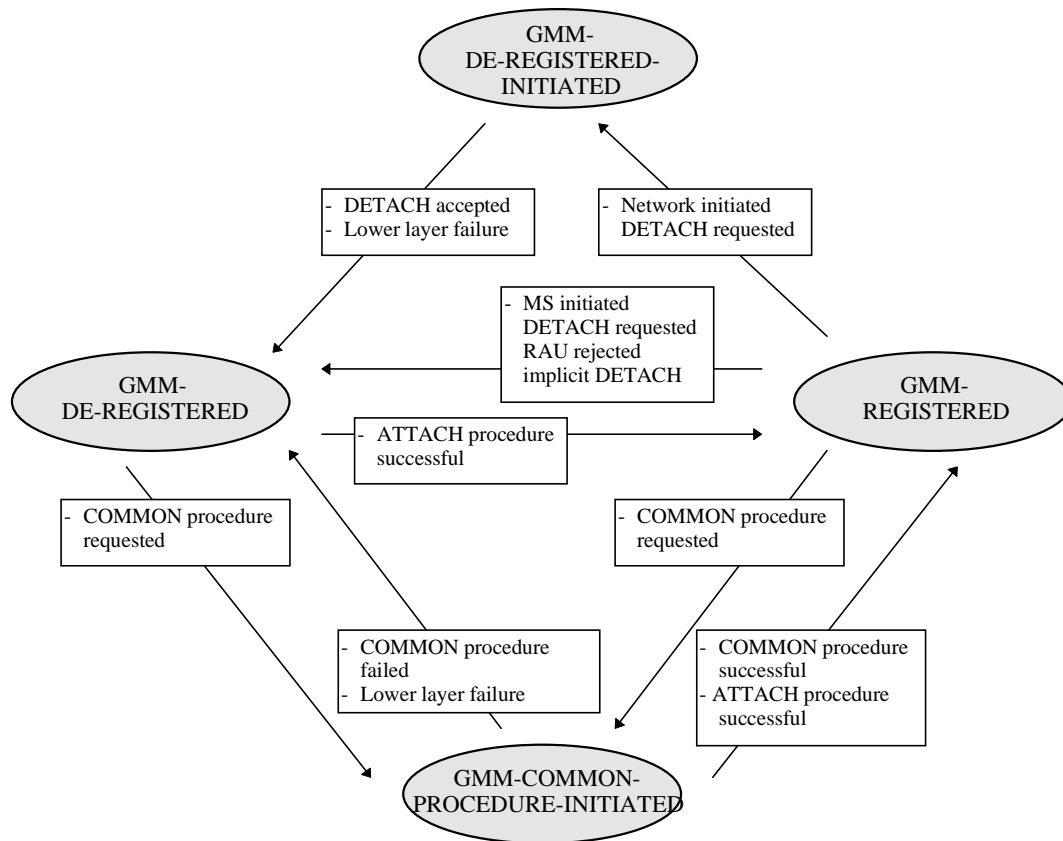 GMM-
DE-REGISTERED-
INITIATED
- DETACH accepted
- Lower layer failure
- Network initiated
DETACH requested
- MS initiated
DETACH requested
RAU rejected
implicit DETACH
GMM-
DE-REGISTERED
GMM-
REGISTERED
- ATTACH procedure
successful
- COMMON procedure
requested
- COMMON procedure
requested
- COMMON procedure
failed
- Lower layer failure
- COMMON procedure
successful
- ATTACH procedure
successful
GMM-COMMON-
PROCEDURE-INITIATED